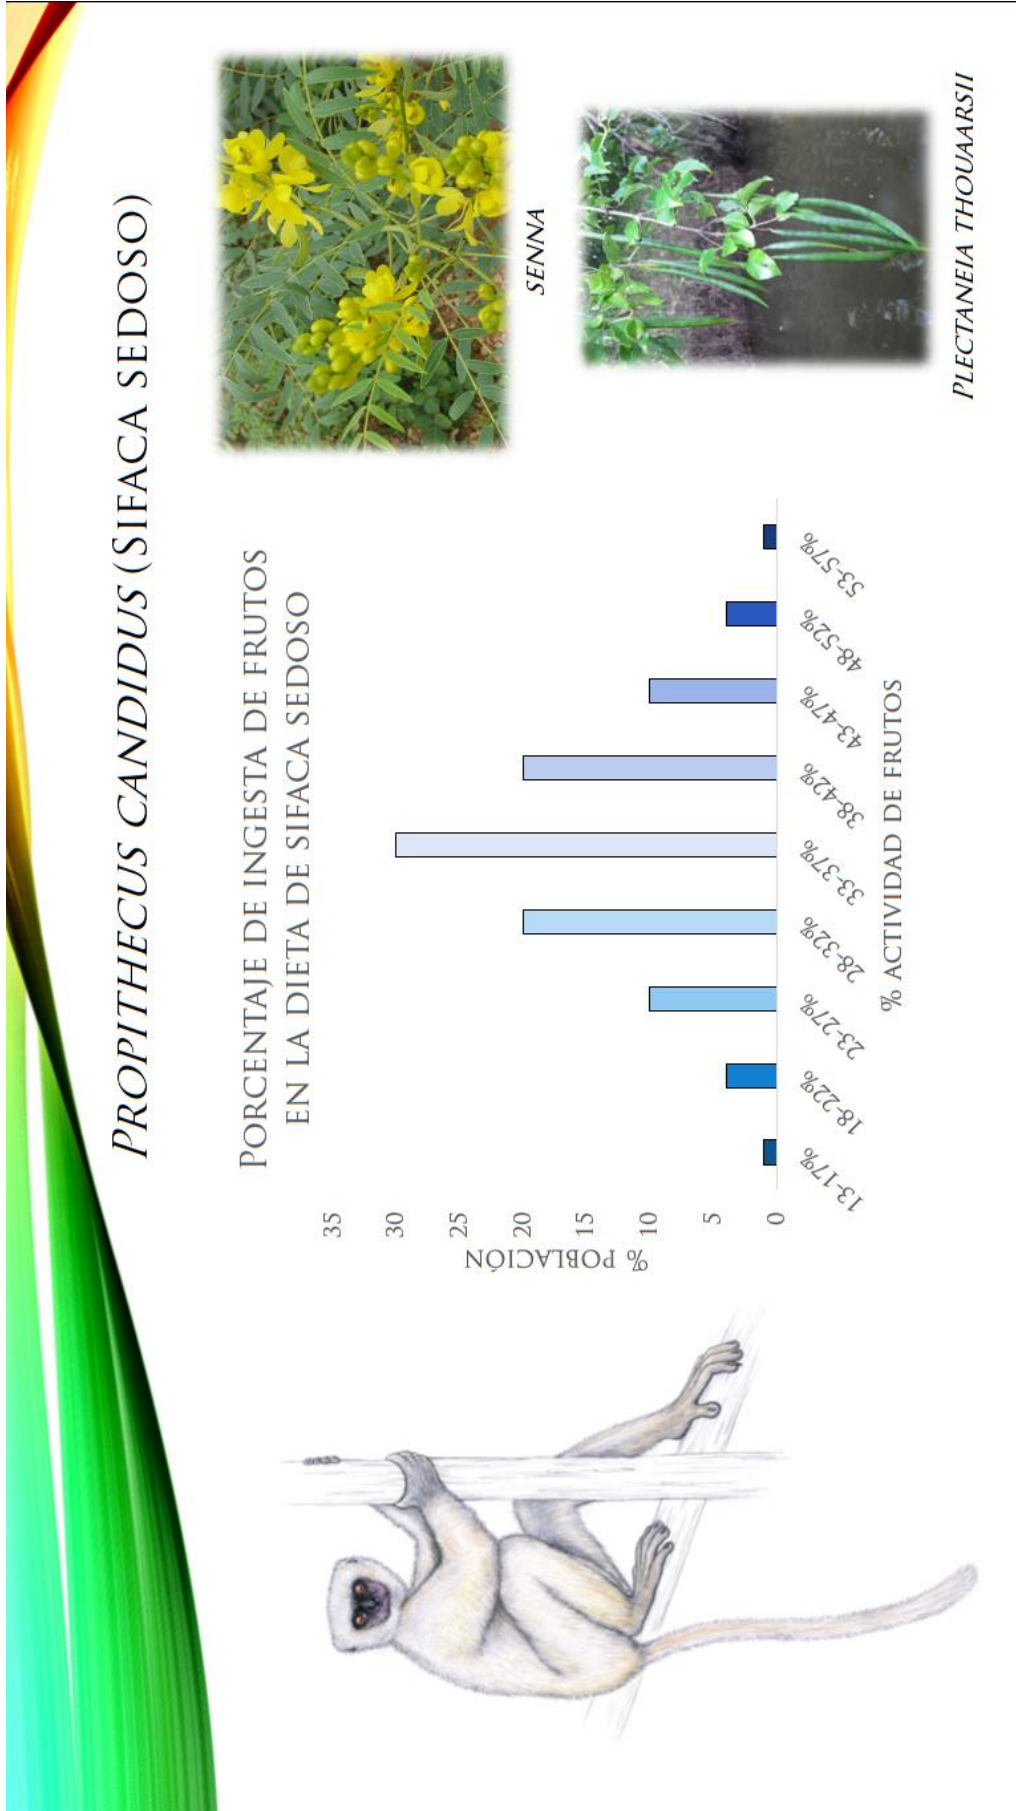 PROPITHECUS CANDIDUS (SIFACA SEDOSO)
PORCENTAJE DE INGESTA DE FRUTOS
EN LA DIETA DE SIFACA SEDOSO
35
30
25
20
15
10
5
0
% POBLACIÓN
13-17%
18-22%
23-27%
28-32%
33-37%
38-42%
43-47%
48-52%
53-57%
% ACTIVIDAD DE FRUTOS
SENNA
PLECTANEIA THOUAARSII